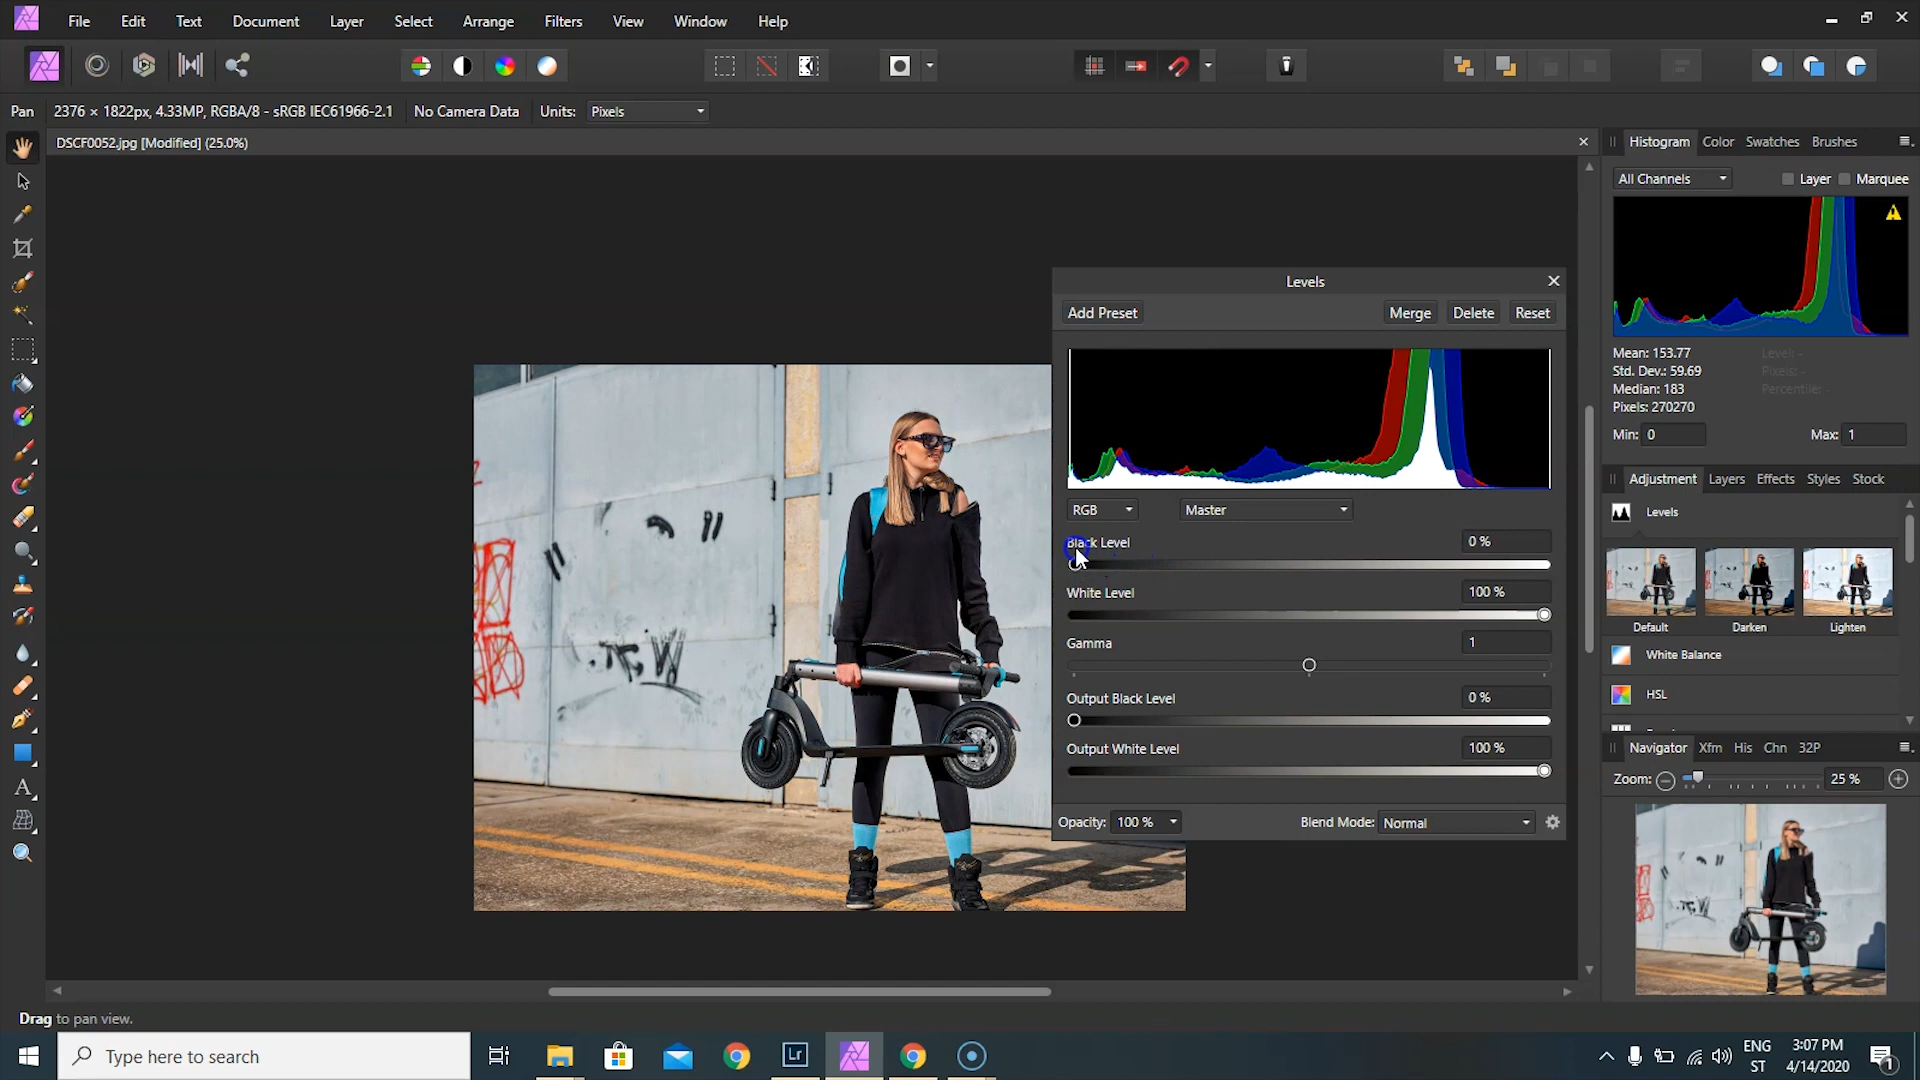 File Edit Text Document Layer Select Arrange Filters View Window Help
Pan 2376 × 1822px, 4.33MP, RGBA/8 - sRGB IEC61966-2.1 No Camera Data Units: Pixels
DSCF0052.jpg [Modified] (25.0%)
Histogram Color Swatches Brushes
All Channels Layer Marquee
Mean: 153.77 Level: -
Std. Dev.: 59.69 Pixels: -
Median: 183 Percentile: -
Pixels: 270270
Min: 0 Max: 1
Levels
Add Preset Merge Delete Reset
RGB Master
Black Level 0 %
White Level 100 %
Gamma 1
Output Black Level 0 %
Output White Level 100 %
Opacity: 100 % Blend Mode: Normal
Adjustment Layers Effects Styles Stock
Levels
Default Darken Lighten
White Balance
HSL
Navigator Xfm His Chn 32P
Zoom: 25 %
Drag to pan view.
Type here to search
Lr
ENG
ST
3:07 PM
4/14/2020
1